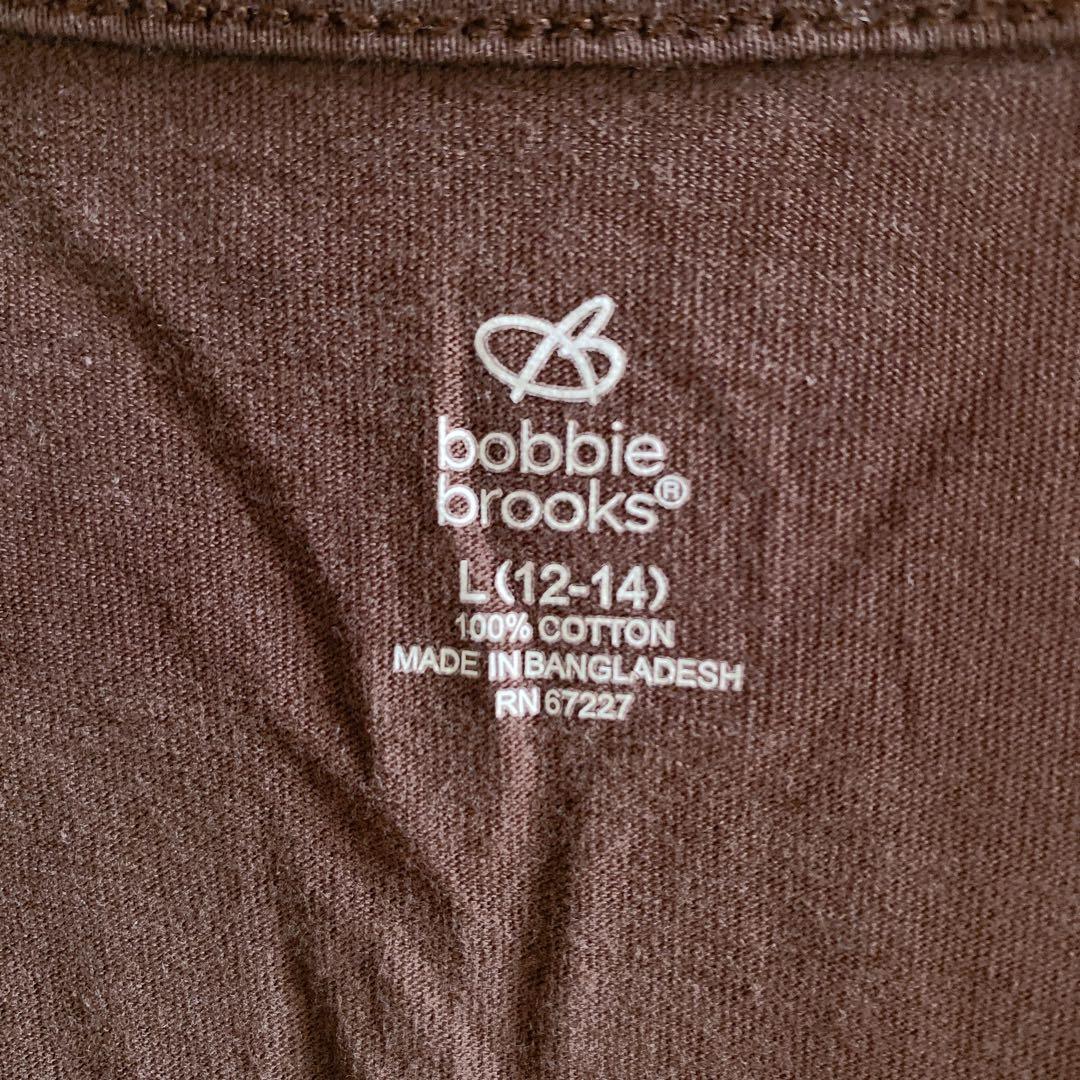 bobbie
brooks®
L (12-14)
100% COTTON
MADE IN BANGLADESH
RN 67227